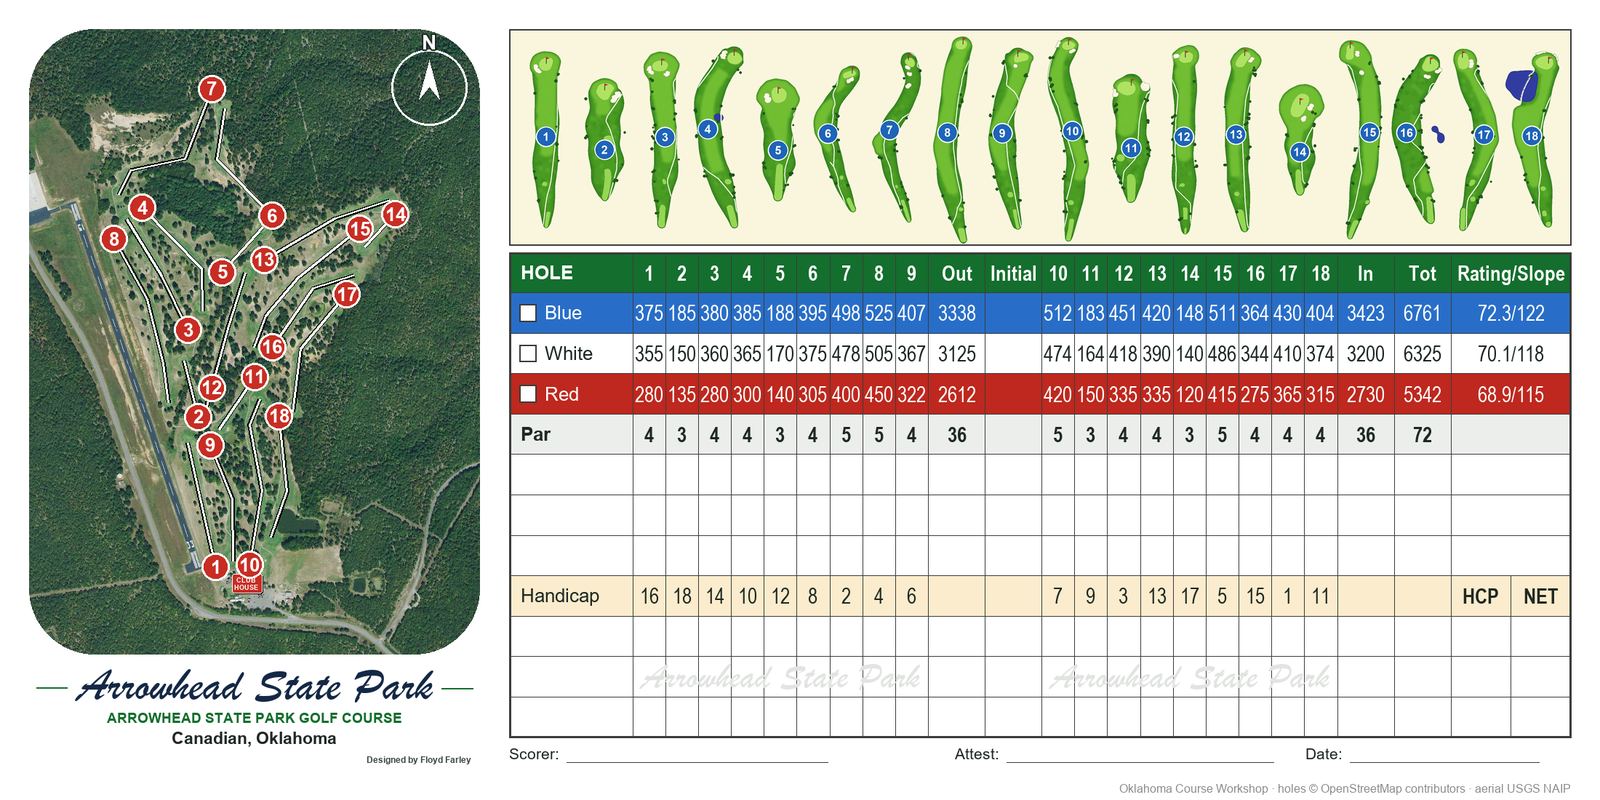 N
7
4
6
14
15
8
13
5
17
3
16
11
12
2
18
9
1
10
CLUB
HOUSE
Arrowhead State Park
ARROWHEAD STATE PARK GOLF COURSE
Canadian, Oklahoma
Designed by Floyd Farley
1 2 3 4 5 6 7 8 9 10 11 12 13 14 15 16 17 18
HOLE 1 2 3 4 5 6 7 8 9 Out Initial 10 11 12 13 14 15 16 17 18 In Tot Rating/Slope
Blue 375 185 380 385 188 395 498 525 407 3338 512 183 451 420 148 511 364 430 404 3423 6761 72.3/122
White 355 150 360 365 170 375 478 505 367 3125 474 164 418 390 140 486 344 410 374 3200 6325 70.1/118
Red 280 135 280 300 140 305 400 450 322 2612 420 150 335 335 120 415 275 365 315 2730 5342 68.9/115
Par 4 3 4 4 3 4 5 5 4 36 5 3 4 4 3 5 4 4 4 36 72
Handicap 16 18 14 10 12 8 2 4 6 7 9 3 13 17 5 15 1 11 HCP NET
Arrowhead State Park Arrowhead State Park
Scorer: Attest: Date:
Oklahoma Course Workshop · holes © OpenStreetMap contributors · aerial USGS NAIP